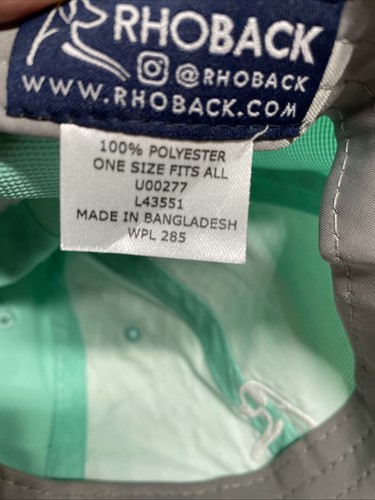 RHOBACK
@RHOBACK
WWW.RHOBACK.COM
100% POLYESTER
ONE SIZE FITS ALL
U00277
L43551
MADE IN BANGLADESH
WPL 285